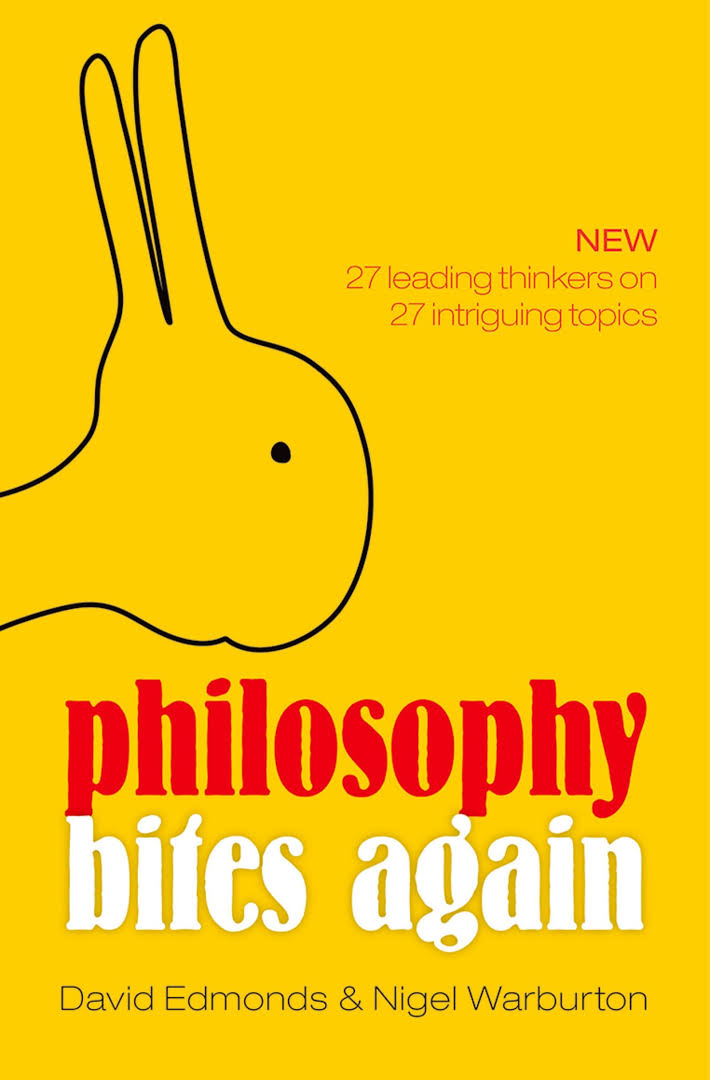 NEW
27 leading thinkers on
27 intriguing topics
philosophy
bites again
David Edmonds & Nigel Warburton